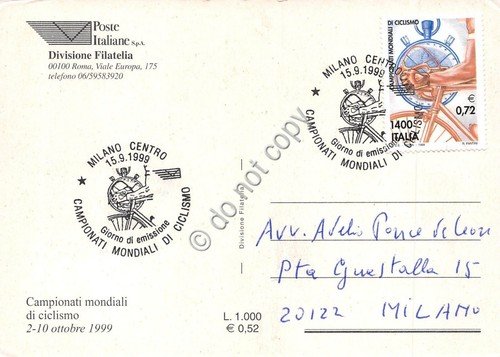 Poste
Italiane S.p.A.
Divisione Filatelia
00100 Roma, Viale Europa, 175
telefono 06/59583920
MILANO CENTRO
15.9.1999
Giorno di emissione
CAMPIONATI MONDIALI DI CICLISMO
CAMPIONATI MONDIALI DI CICLISMO
€
0,72
1400
ITALIA
MILANO CENTRO
15.9.1999
Giorno di emissione
CAMPIONATI MONDIALI DI CICLISMO
do not copy
Divisione Filatelia
Avv. Adelio Ponce de Leon
Pta Guastalla 15
20122 MILANO
Campionati mondiali
di ciclismo
2-10 ottobre 1999
L. 1.000
€ 0,52